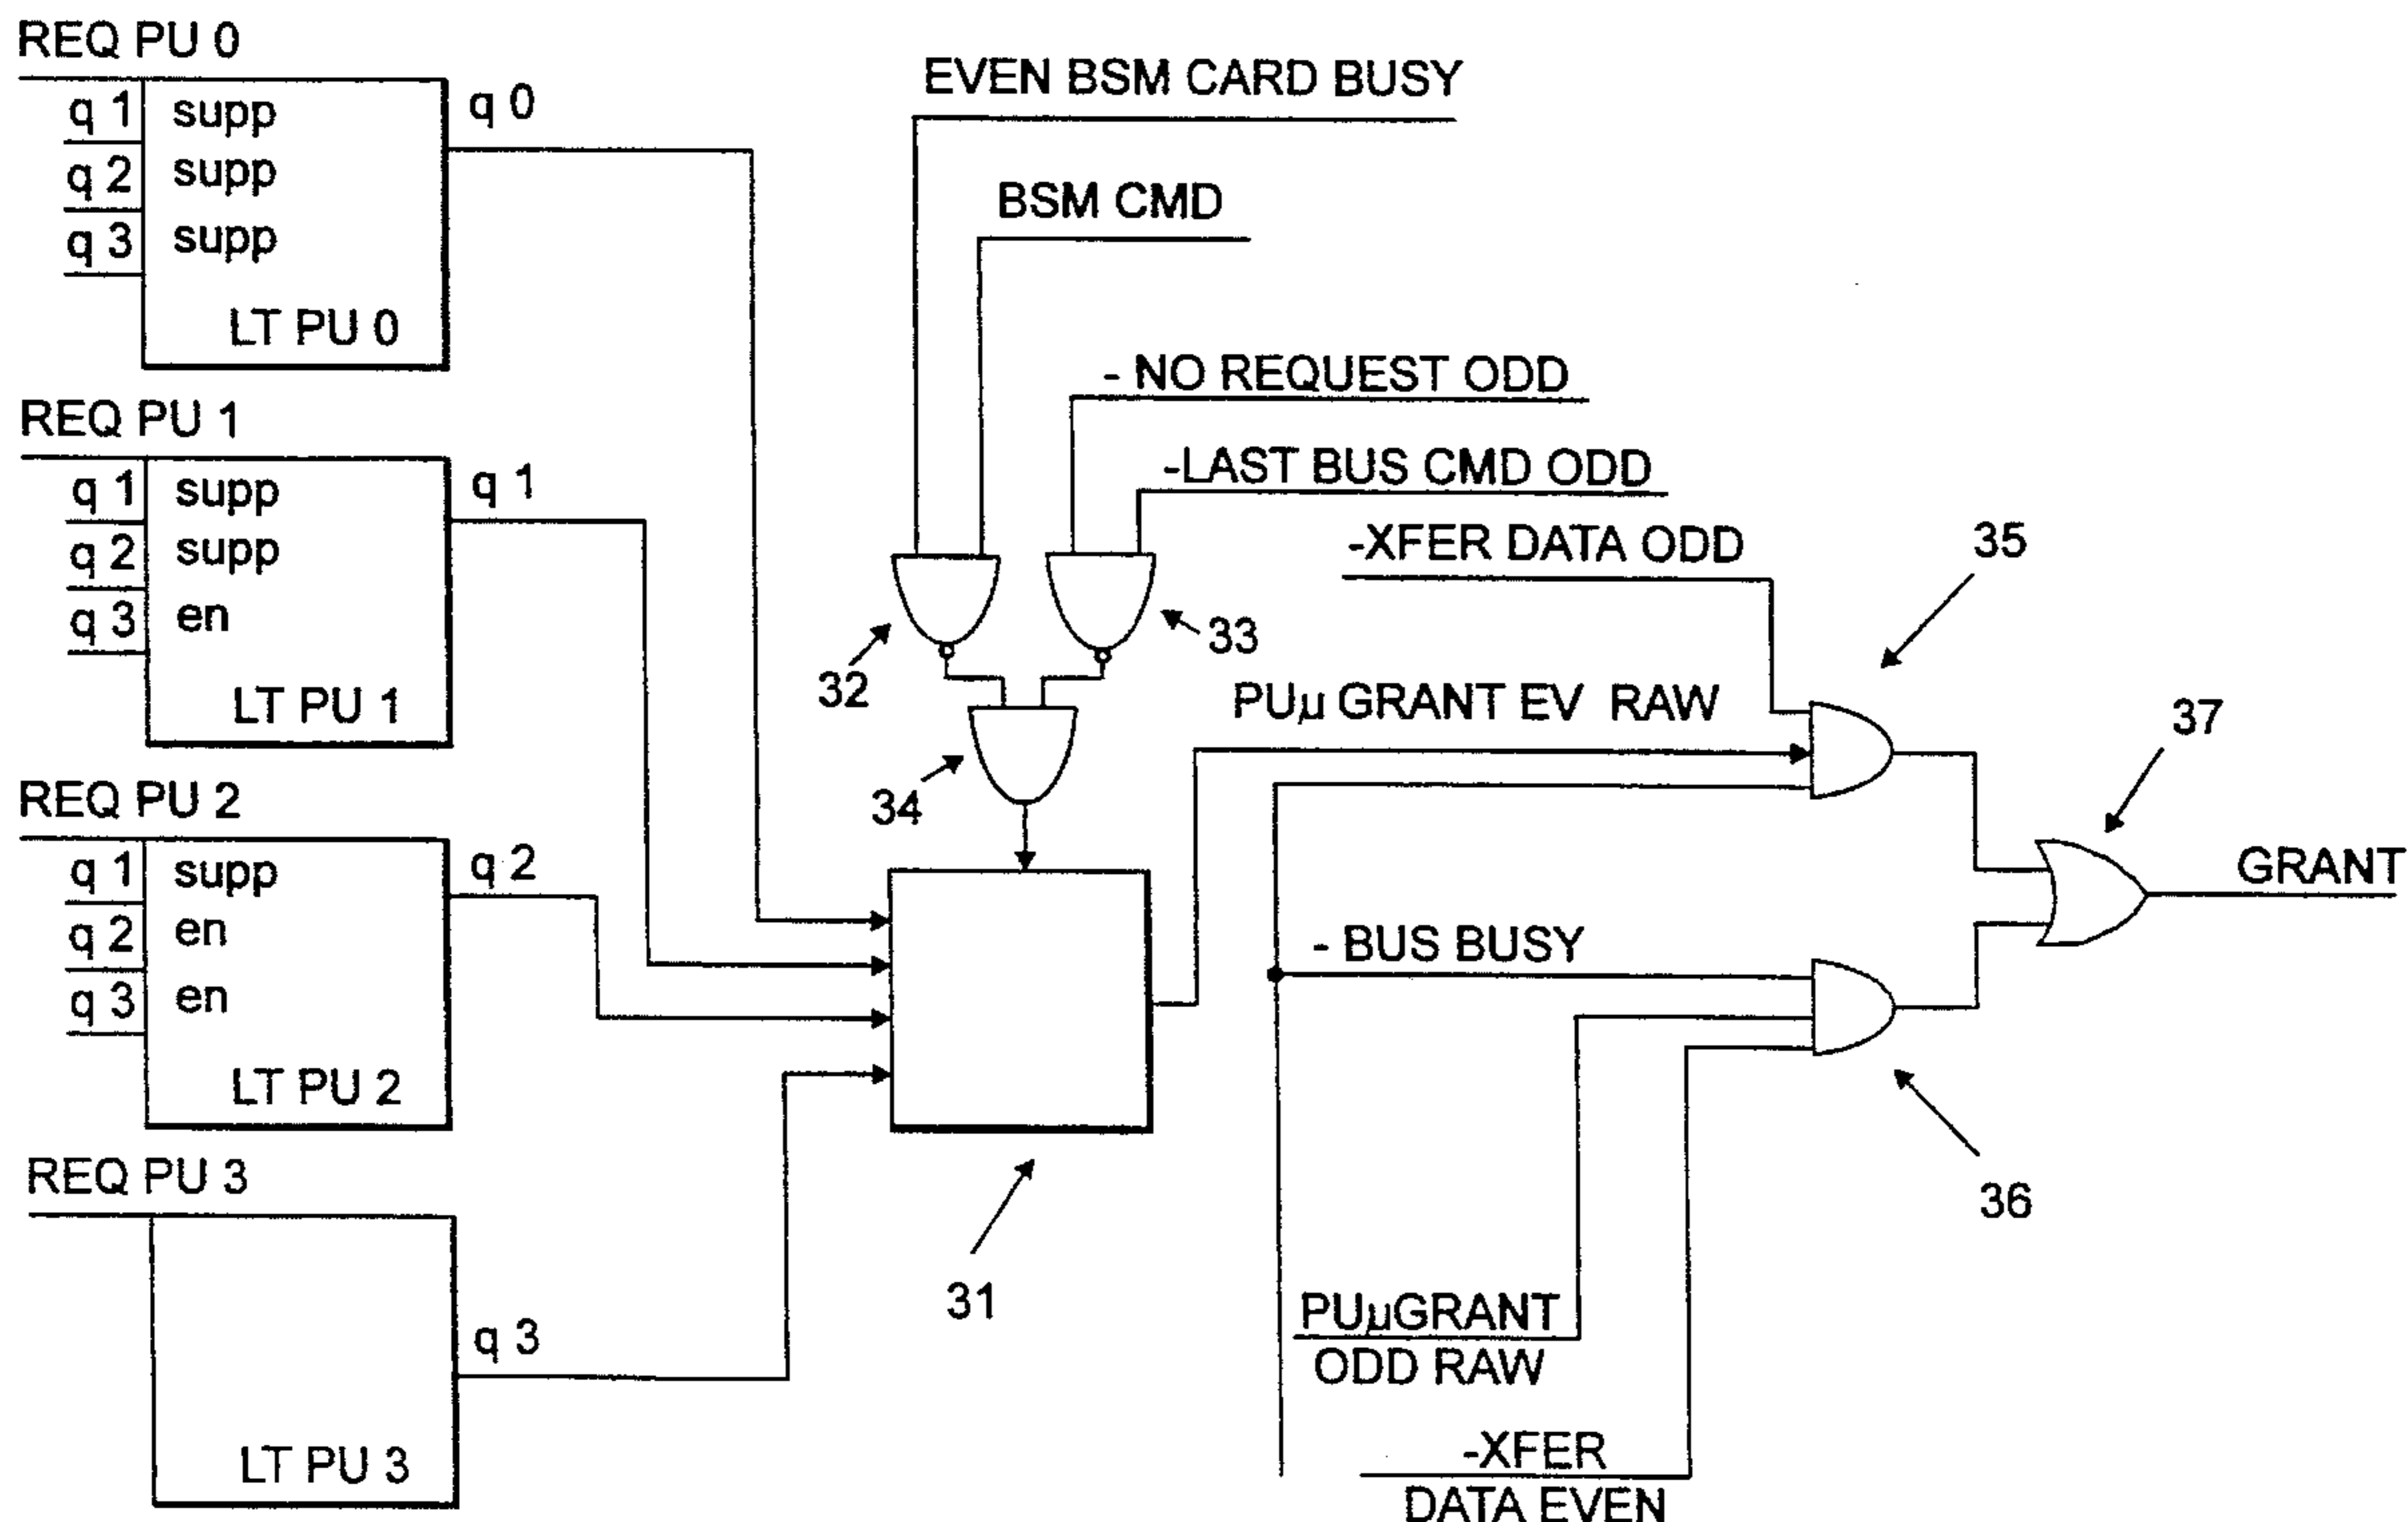 REQ PU 0
q 1 supp
q 2 supp
q 3 supp
LT PU 0
q 0
REQ PU 1
q 1 supp
q 2 supp
q 3 en
LT PU 1
q 1
REQ PU 2
q 1 supp
q 2 en
q 3 en
LT PU 2
q 2
REQ PU 3
LT PU 3
q 3
EVEN BSM CARD BUSY
BSM CMD
- NO REQUEST ODD
-LAST BUS CMD ODD
-XFER DATA ODD
32
33
34
31
PUμ GRANT EV RAW
35
37
GRANT
- BUS BUSY
36
PUμGRANT
ODD RAW
-XFER
DATA EVEN